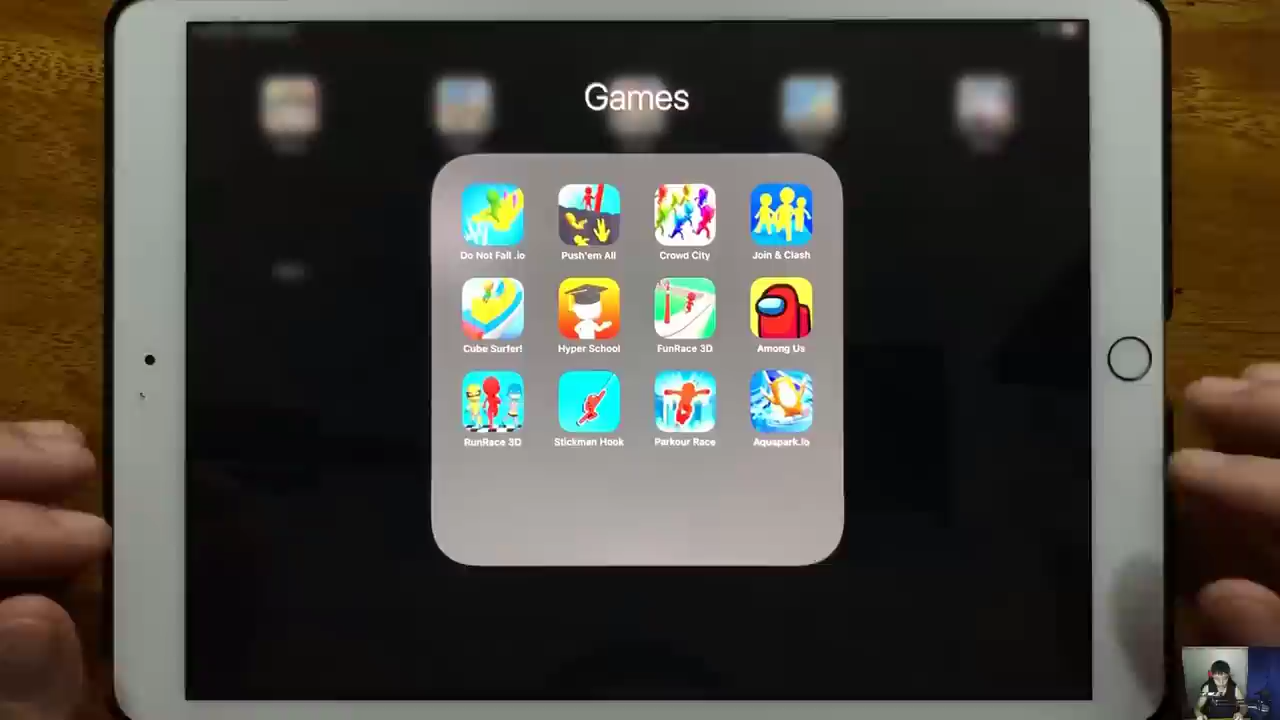 Games
Do Not Fall .io Push'em All Crowd City Join & Clash
Cube Surfer! Hyper School FunRace 3D Among Us
RunRace 3D Stickman Hook Parkour Race Aquapark.io